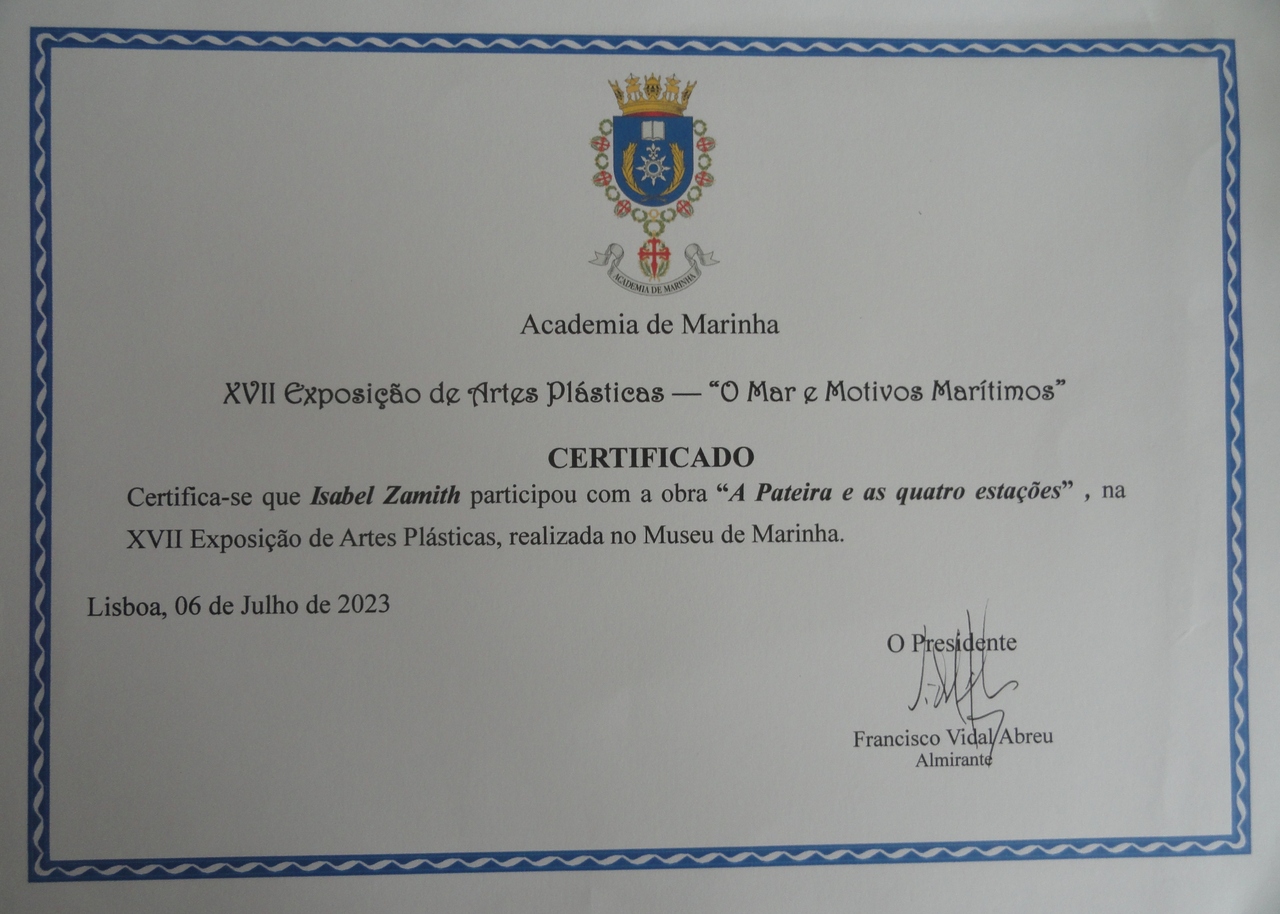 ACADEMIA DE MARINHA
Academia de Marinha
XVII Exposição de Artes Plásticas — “O Mar e Motivos Marítimos”
CERTIFICADO
Certifica-se que Isabel Zamith participou com a obra “A Pateira e as quatro estações” , na
XVII Exposição de Artes Plásticas, realizada no Museu de Marinha.
Lisboa, 06 de Julho de 2023
O Presidente
Francisco Vidal Abreu
Almirante